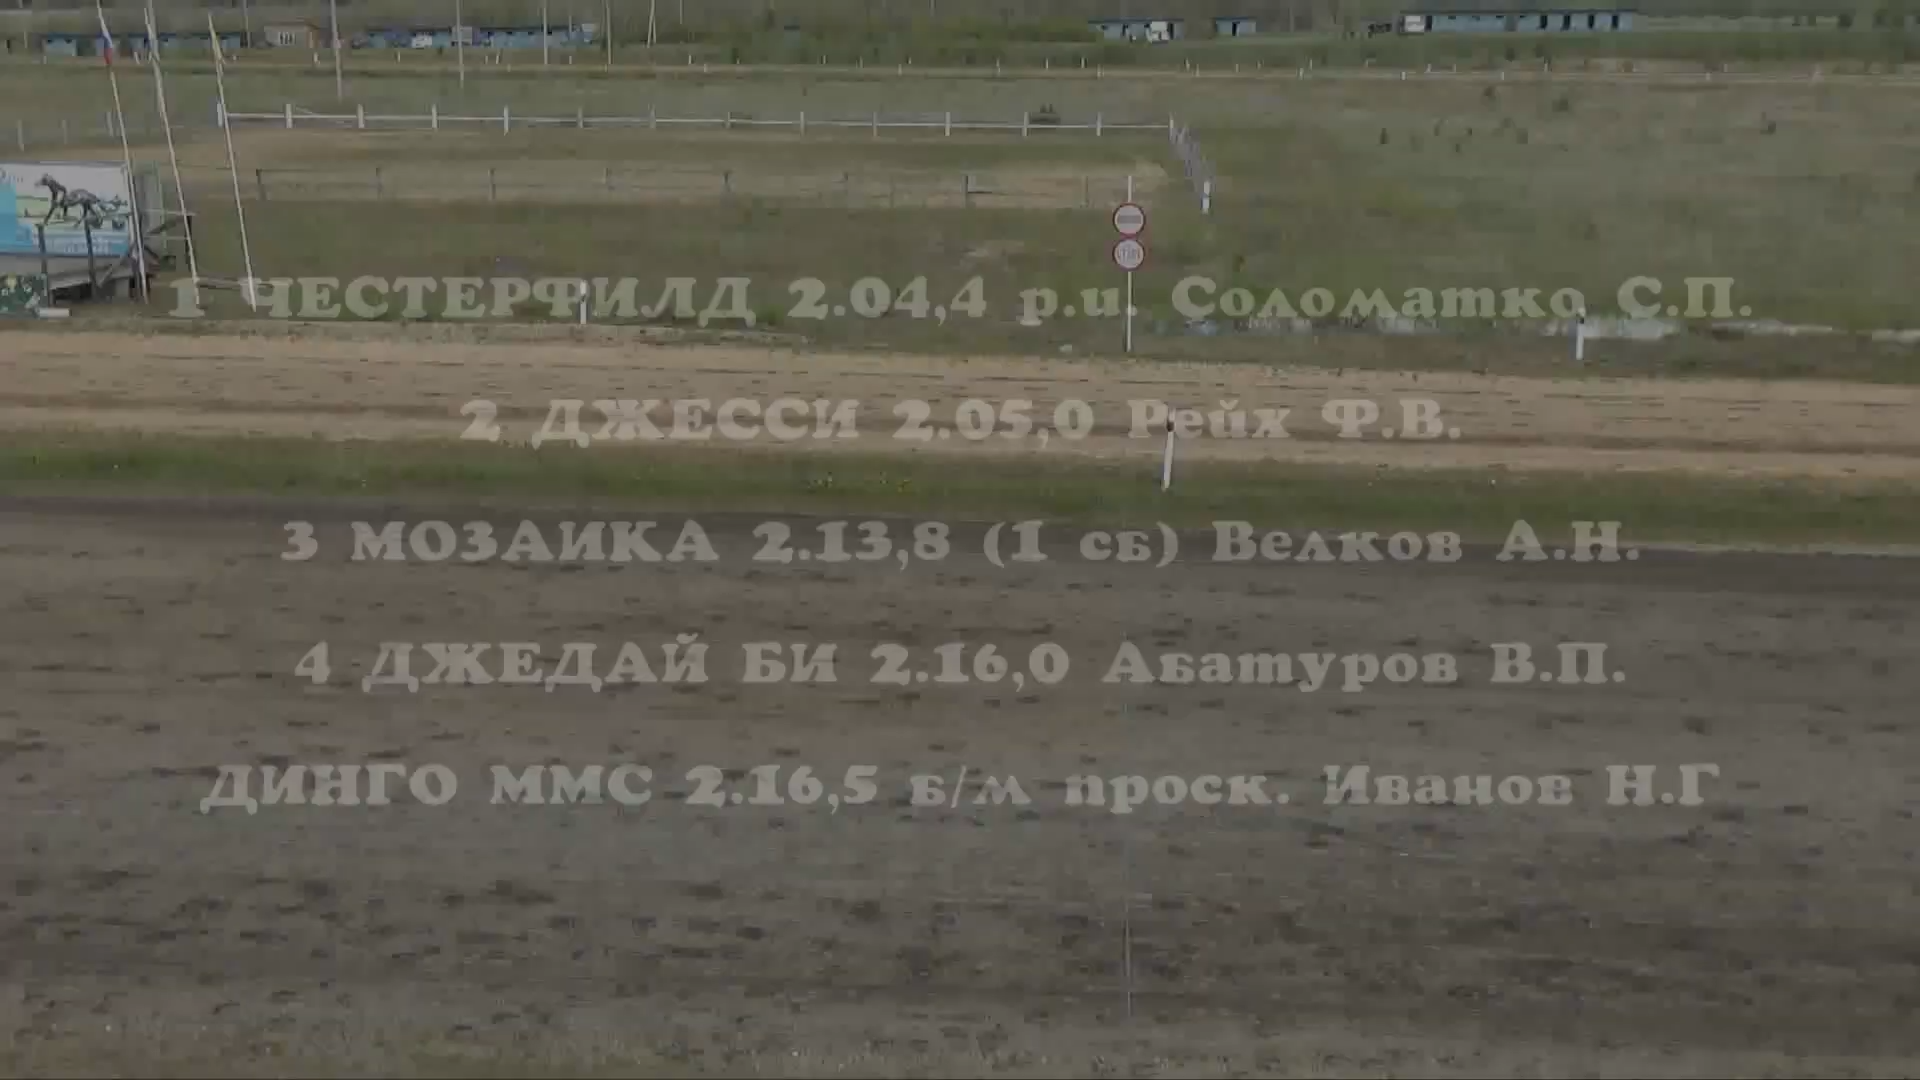 1 ЧЕСТЕРФИЛД 2.04,4 р.и. Соломатко С.П.
2 ДЖЕССИ 2.05,0 Рейх Ф.В.
3 МОЗАИКА 2.13,8 (1 сб) Велков А.Н.
4 ДЖЕДАЙ БИ 2.16,0 Абатуров В.П.
ДИНГО ММС 2.16,5 б/м проск. Иванов Н.Г